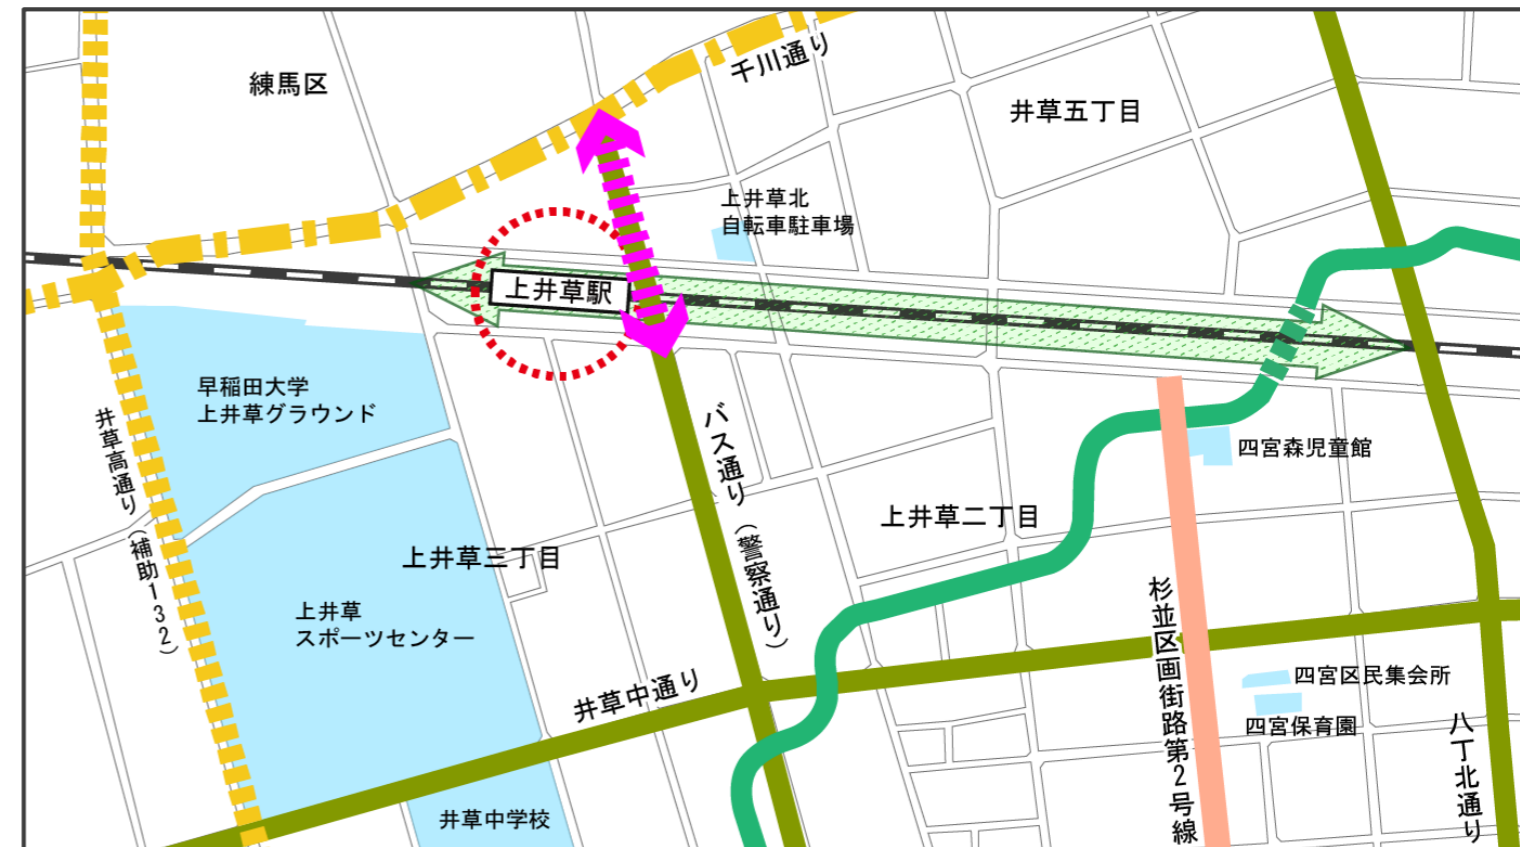 千川通り
練馬区
井草五丁目
上井草北
自転車駐車場
上井草駅
早稲田大学
上井草グラウンド
井草高通り(補助132)
バス通り(警察通り)
四宮森児童館
上井草二丁目
上井草三丁目
上井草
スポーツセンター
杉並区画街路第2号線
井草中通り
四宮区民集会所
四宮保育園
八丁北通り
井草中学校